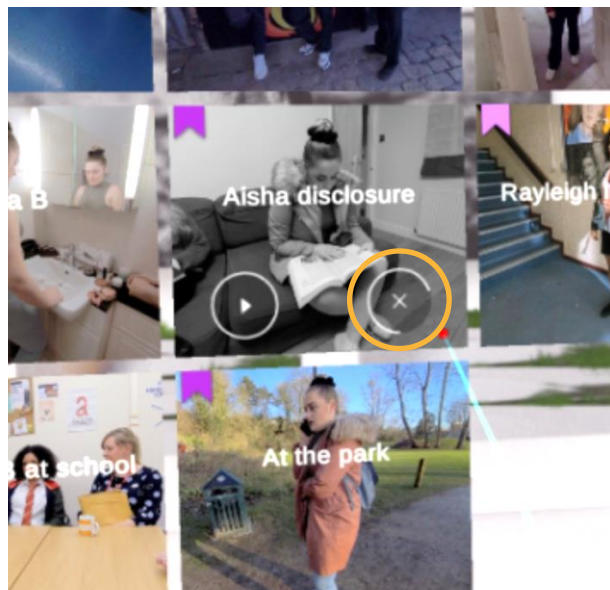 a B
Aisha disclosure
Rayleigh
B at school
a
At the park